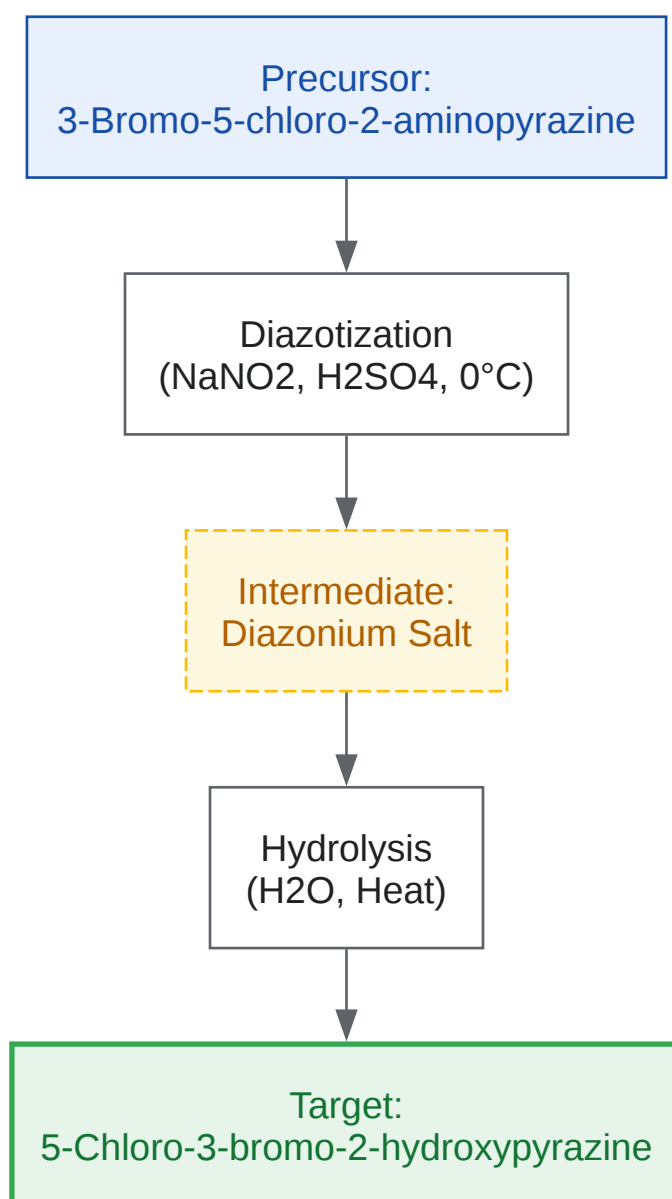 Precursor:
3-Bromo-5-chloro-2-aminopyrazine
Diazotization
(NaNO2, H2SO4, 0°C)
Intermediate:
Diazonium Salt
Hydrolysis
(H2O, Heat)
Target:
5-Chloro-3-bromo-2-hydroxypyrazine